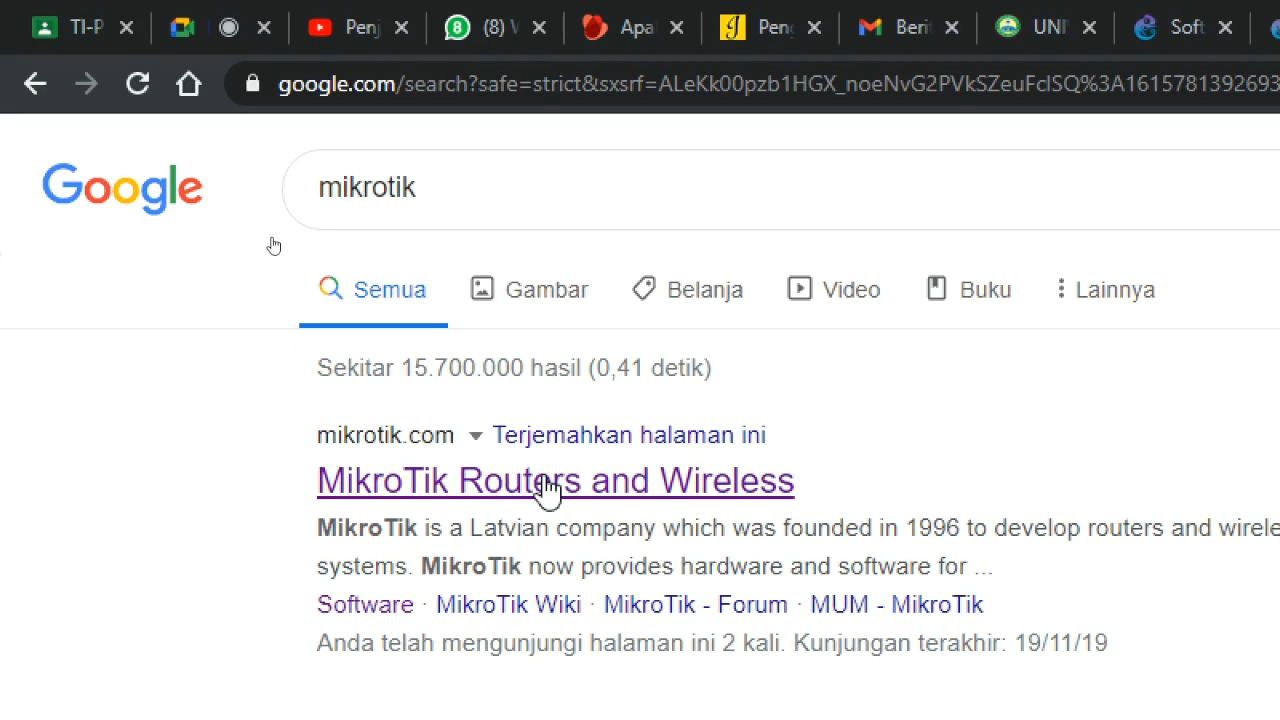 TI-P Penj (8) Apa Peng Beri UNI Soft
google.com/search?safe=strict&sxsrf=ALeKk00pzb1HGX_noeNvG2PVkSZeuFclSQ%3A1615781392693
Google
mikrotik
Semua Gambar Belanja Video Buku Lainnya
Sekitar 15.700.000 hasil (0,41 detik)
mikrotik.com Terjemahkan halaman ini
MikroTik Routers and Wireless
MikroTik is a Latvian company which was founded in 1996 to develop routers and wirele
systems. MikroTik now provides hardware and software for ...
Software · MikroTik Wiki · MikroTik - Forum · MUM - MikroTik
Anda telah mengunjungi halaman ini 2 kali. Kunjungan terakhir: 19/11/19